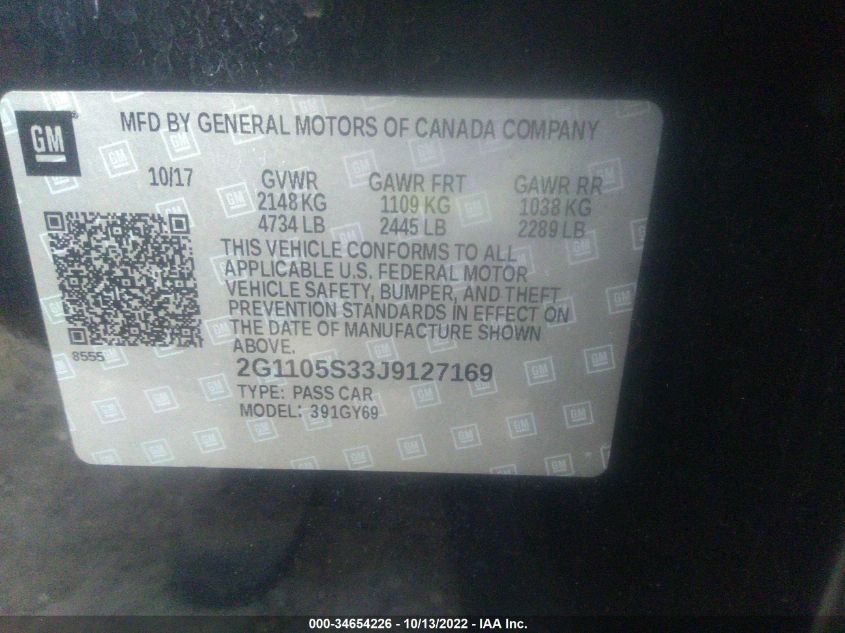 GM
MFD BY GENERAL MOTORS OF CANADA COMPANY
10/17 GVWR GAWR FRT GAWR RR
2148 KG 1109 KG 1038 KG
4734 LB 2445 LB 2289 LB
THIS VEHICLE CONFORMS TO ALL
APPLICABLE U.S. FEDERAL MOTOR
VEHICLE SAFETY, BUMPER, AND THEFT
PREVENTION STANDARDS IN EFFECT ON
THE DATE OF MANUFACTURE SHOWN
ABOVE.
8555
2G1105S33J9127169
TYPE: PASS CAR
MODEL: 391GY69
000-34654226 - 10/13/2022 - IAA Inc.